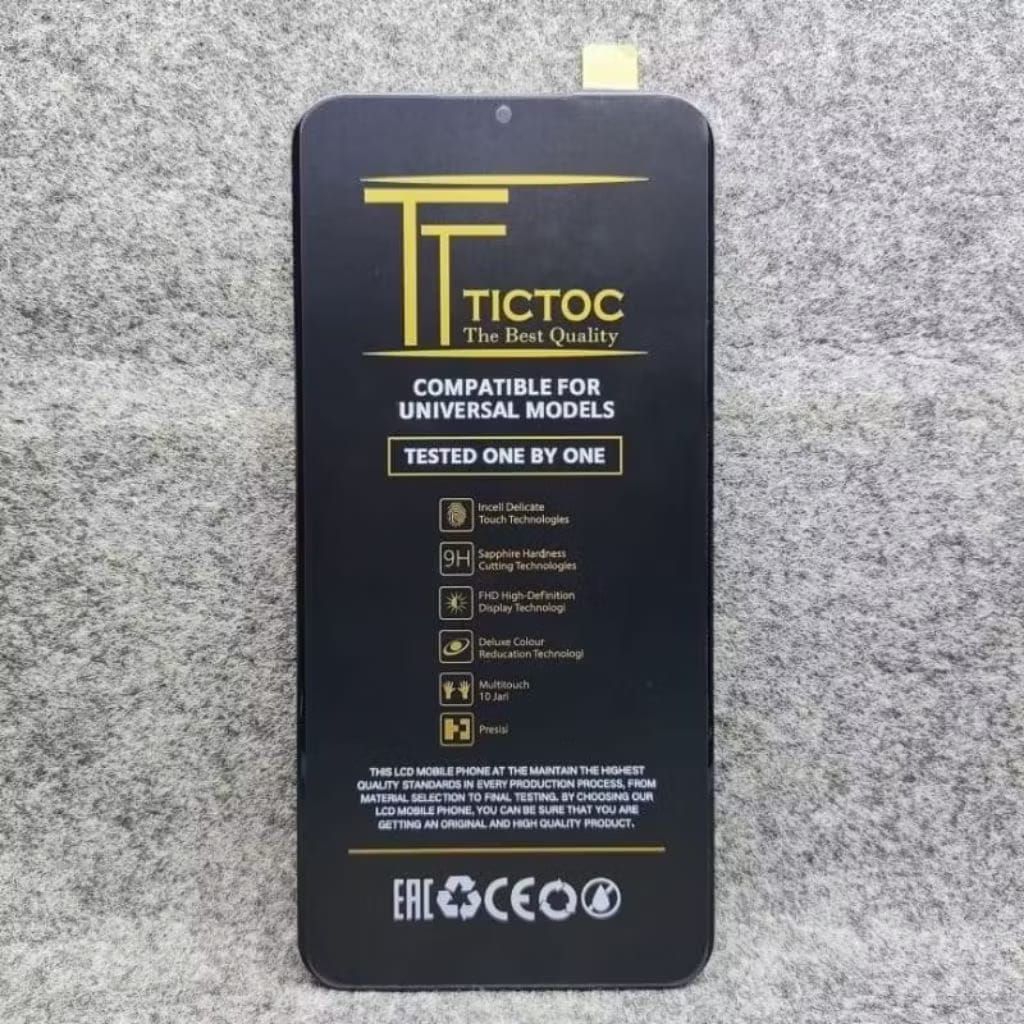 TT
TICTOC
The Best Quality
COMPATIBLE FOR
UNIVERSAL MODELS
TESTED ONE BY ONE
Incell Delicate
Touch Technologies
9H
Sapphire Hardness
Cutting Technologies
FHD High-Definition
Display Technologi
Deluxe Colour
Reducation Technologi
Multitouch
10 Jari
Presisi
THIS LCD MOBILE PHONE AT THE MAINTAIN THE HIGHEST
QUALITY STANDARDS IN EVERY PRODUCTION PROCESS, FROM
MATERIAL SELECTION TO FINAL TESTING. BY CHOOSING OUR
LCD MOBILE PHONE, YOU CAN BE SURE THAT YOU ARE
GETTING AN ORIGINAL AND HIGH QUALITY PRODUCT.
EAC CE